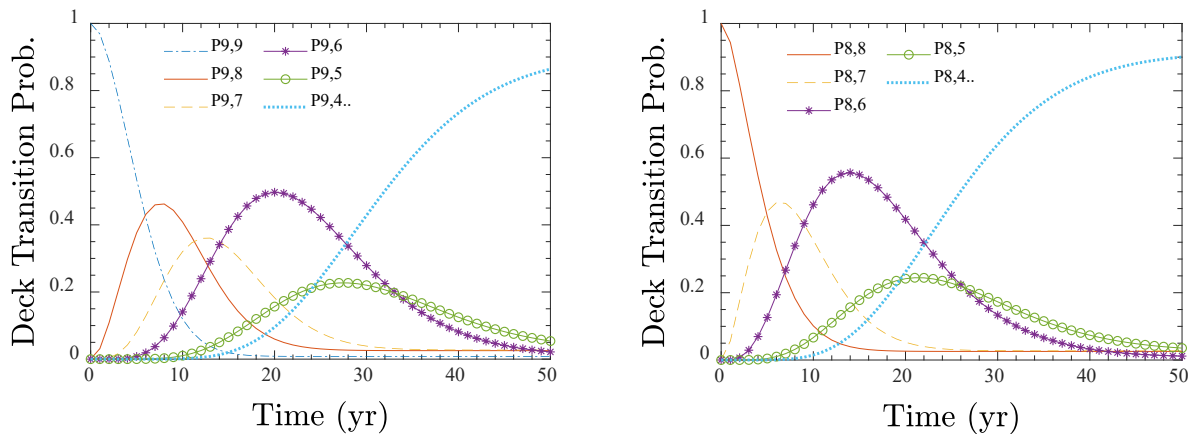 Deck Transition Prob.
1
0.8
0.6
0.4
0.2
0
0 10 20 30 40 50
Time (yr)
P9,9
P9,8
P9,7
P9,6
P9,5
P9,4..
Deck Transition Prob.
1
0.8
0.6
0.4
0.2
0
0 10 20 30 40 50
Time (yr)
P8,8
P8,7
P8,6
P8,5
P8,4..